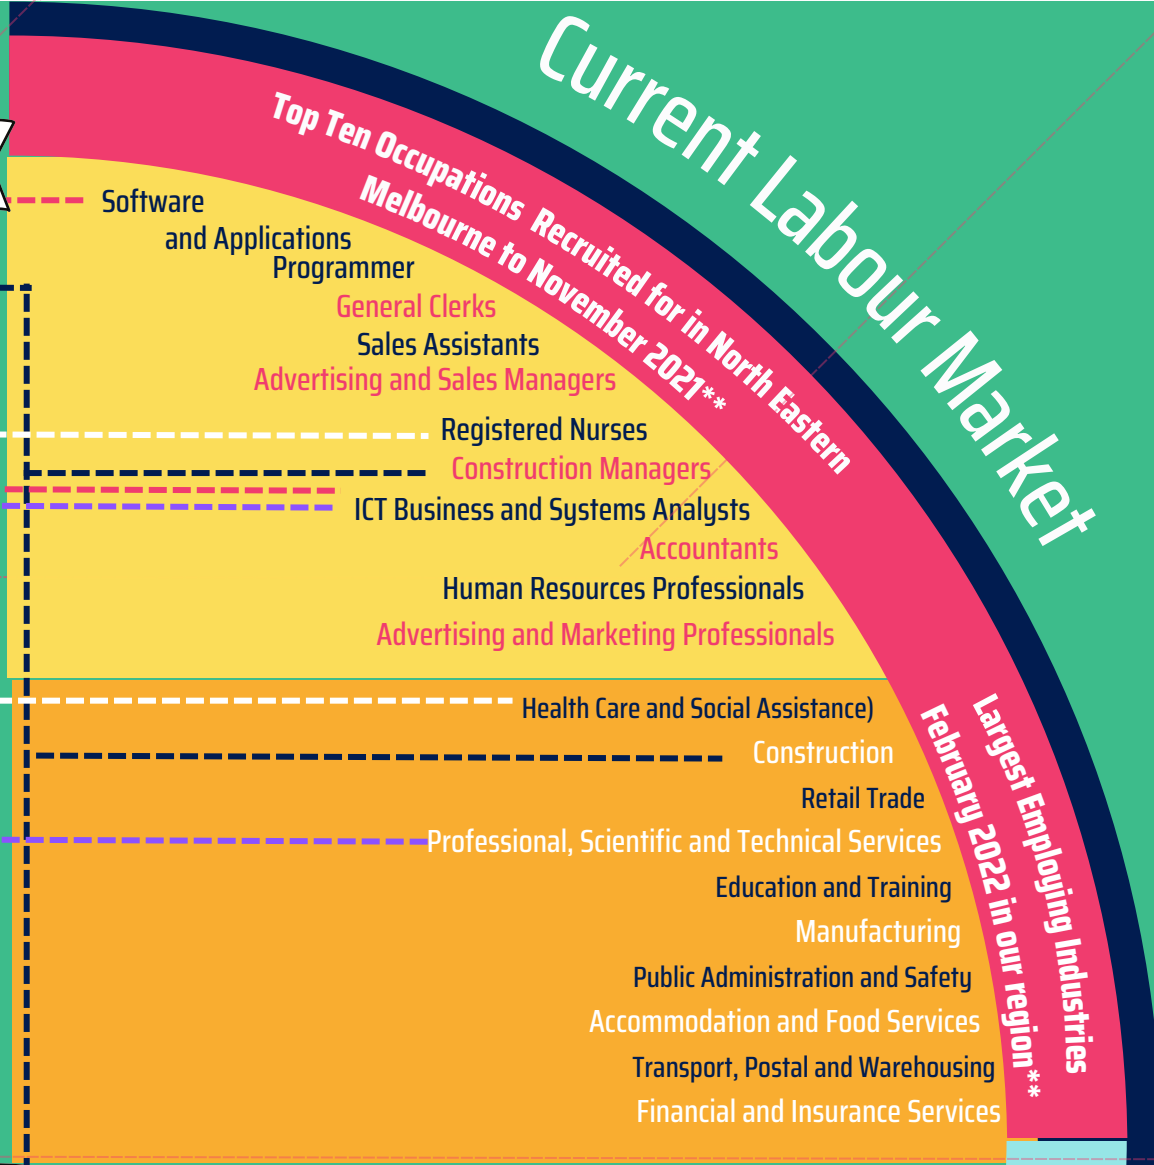 Current Labour Market
Top Ten Occupations Recruited for in North Eastern
Melbourne to November 2021**
Software
and Applications
Programmer
General Clerks
Sales Assistants
Advertising and Sales Managers
Registered Nurses
Construction Managers
ICT Business and Systems Analysts
Accountants
Human Resources Professionals
Advertising and Marketing Professionals
Largest Employing Industries
February 2022 in our region**
Health Care and Social Assistance)
Construction
Retail Trade
Professional, Scientific and Technical Services
Education and Training
Manufacturing
Public Administration and Safety
Accommodation and Food Services
Transport, Postal and Warehousing
Financial and Insurance Services